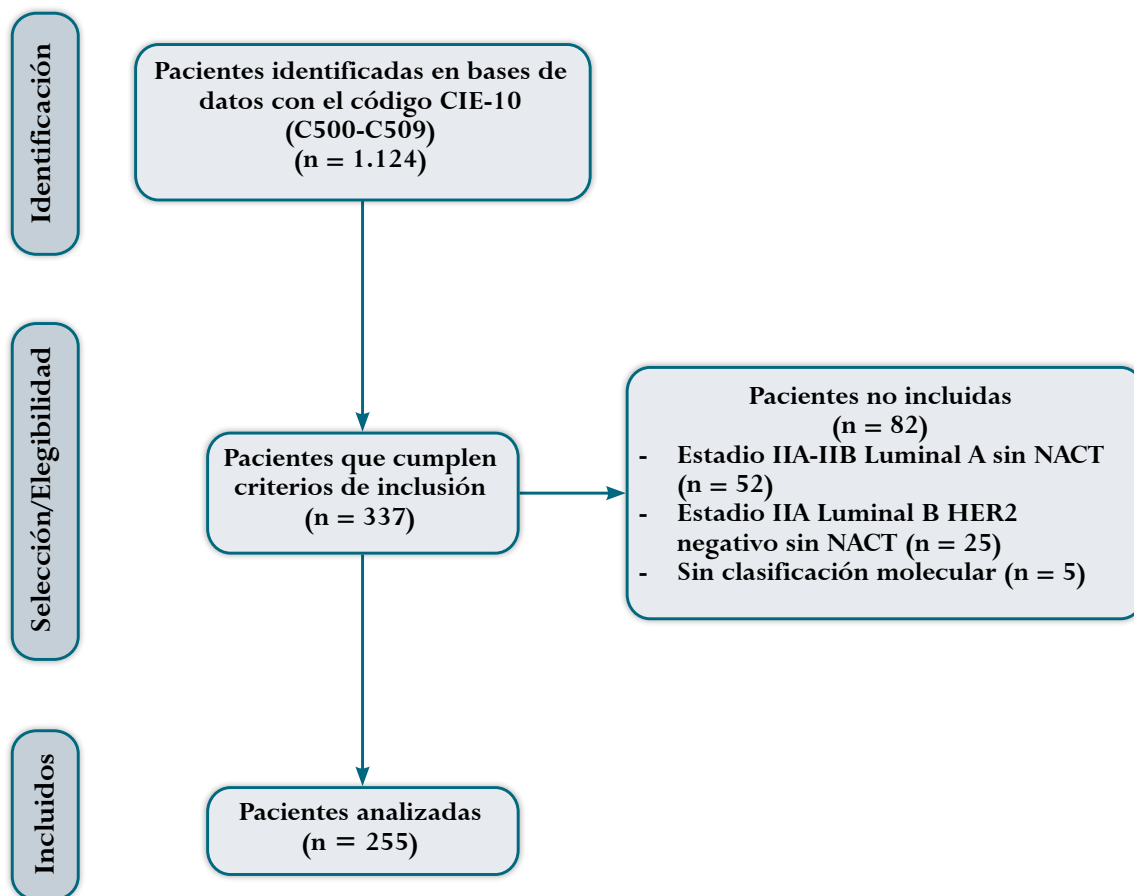 Identificación
Pacientes identificadas en bases de
datos con el código CIE-10
(C500-C509)
(n = 1.124)
Selección/Elegibilidad
Pacientes que cumplen
criterios de inclusión
(n = 337)
Pacientes no incluidas
(n = 82)
- Estadio IIA-IIB Luminal A sin NACT
(n = 52)
- Estadio IIA Luminal B HER2
negativo sin NACT (n = 25)
- Sin clasificación molecular (n = 5)
Incluidos
Pacientes analizadas
(n = 255)